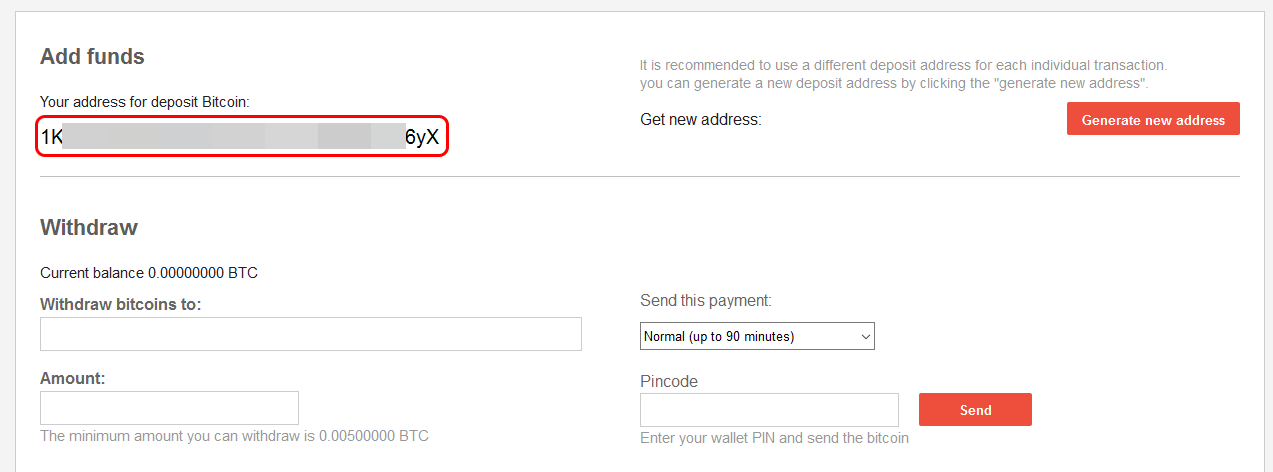 Add funds
Your address for deposit Bitcoin:
1K 6yX
It is recommended to use a different deposit address for each individual transaction.
you can generate a new deposit address by clicking the "generate new address".
Get new address:
Generate new address
Withdraw
Current balance 0.00000000 BTC
Withdraw bitcoins to:
Send this payment:
Normal (up to 90 minutes)
Amount:
The minimum amount you can withdraw is 0.00500000 BTC
Pincode
Send
Enter your wallet PIN and send the bitcoin